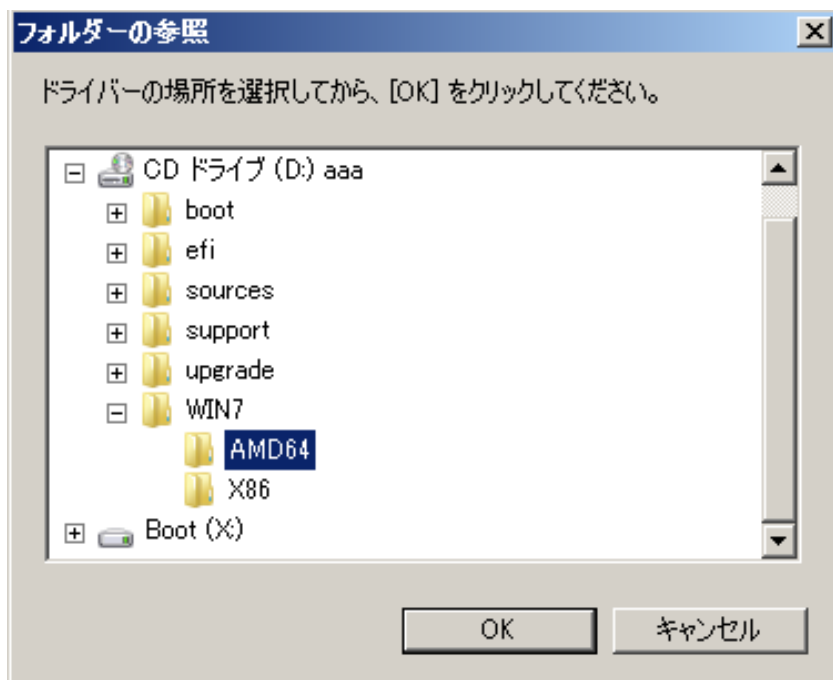 フォルダーの参照
ドライバーの場所を選択してから、[OK] をクリックしてください。
CD ドライブ (D:) aaa
boot
efi
sources
support
upgrade
WIN7
AMD64
X86
Boot (X:)
OK
キャンセル